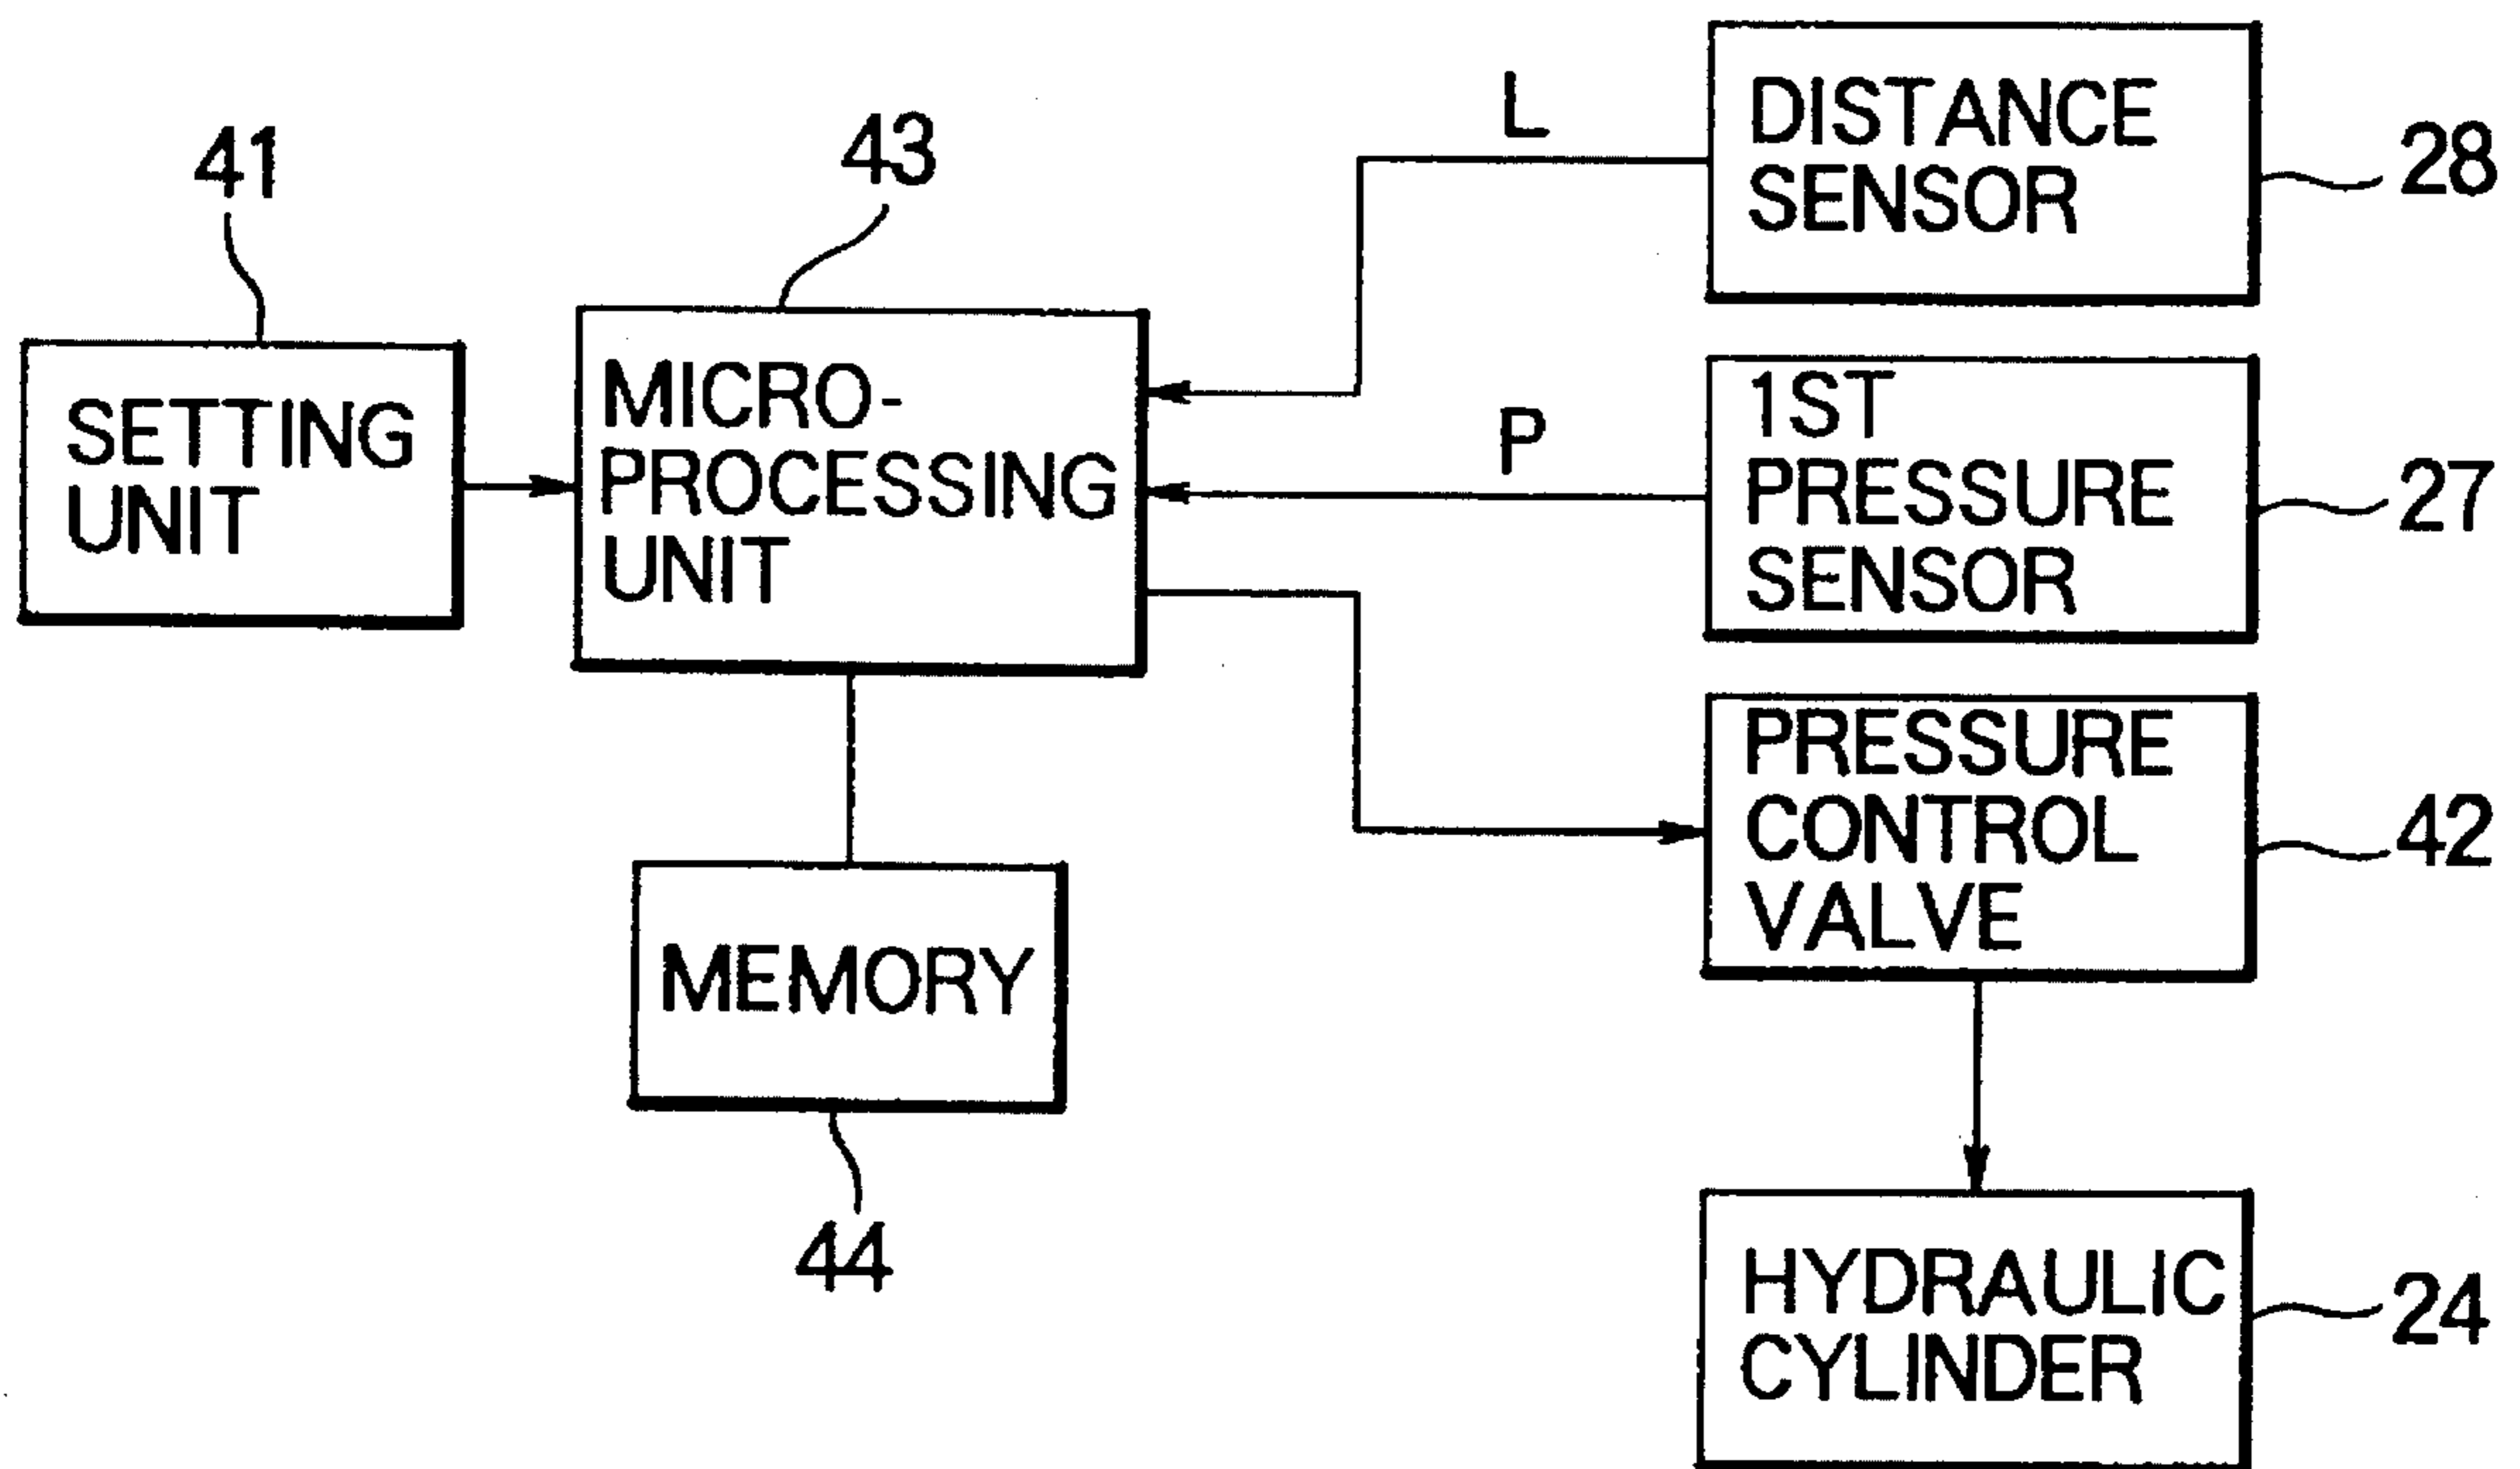 41
SETTING
UNIT
43
MICRO-
PROCESSING
UNIT
MEMORY
44
L
DISTANCE
SENSOR
28
P
1ST
PRESSURE
SENSOR
27
PRESSURE
CONTROL
VALVE
42
HYDRAULIC
CYLINDER
24